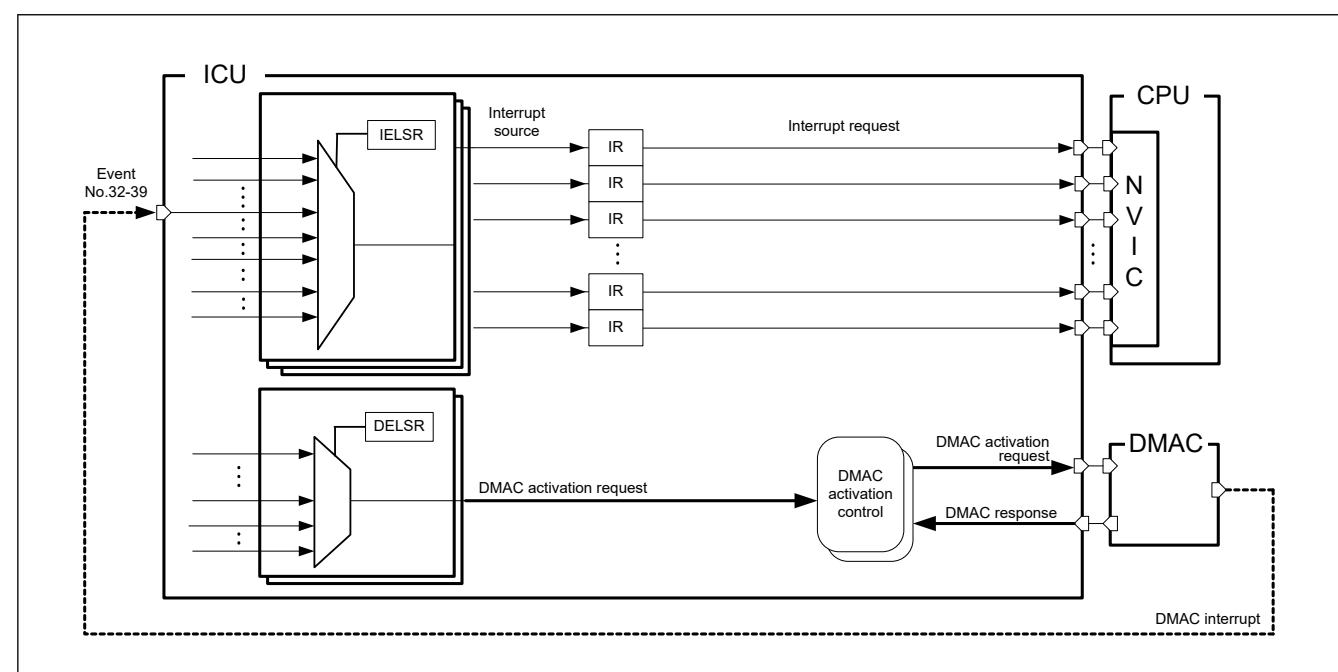 ICU
CPU
Interrupt
source
Interrupt request
IELSR
IR
IR
IR
IR
IR
Event
No.32-39
N
V
I
C
DELSR
DMAC activation request
DMAC
activation
control
DMAC activation
request
DMAC response
DMAC
DMAC interrupt